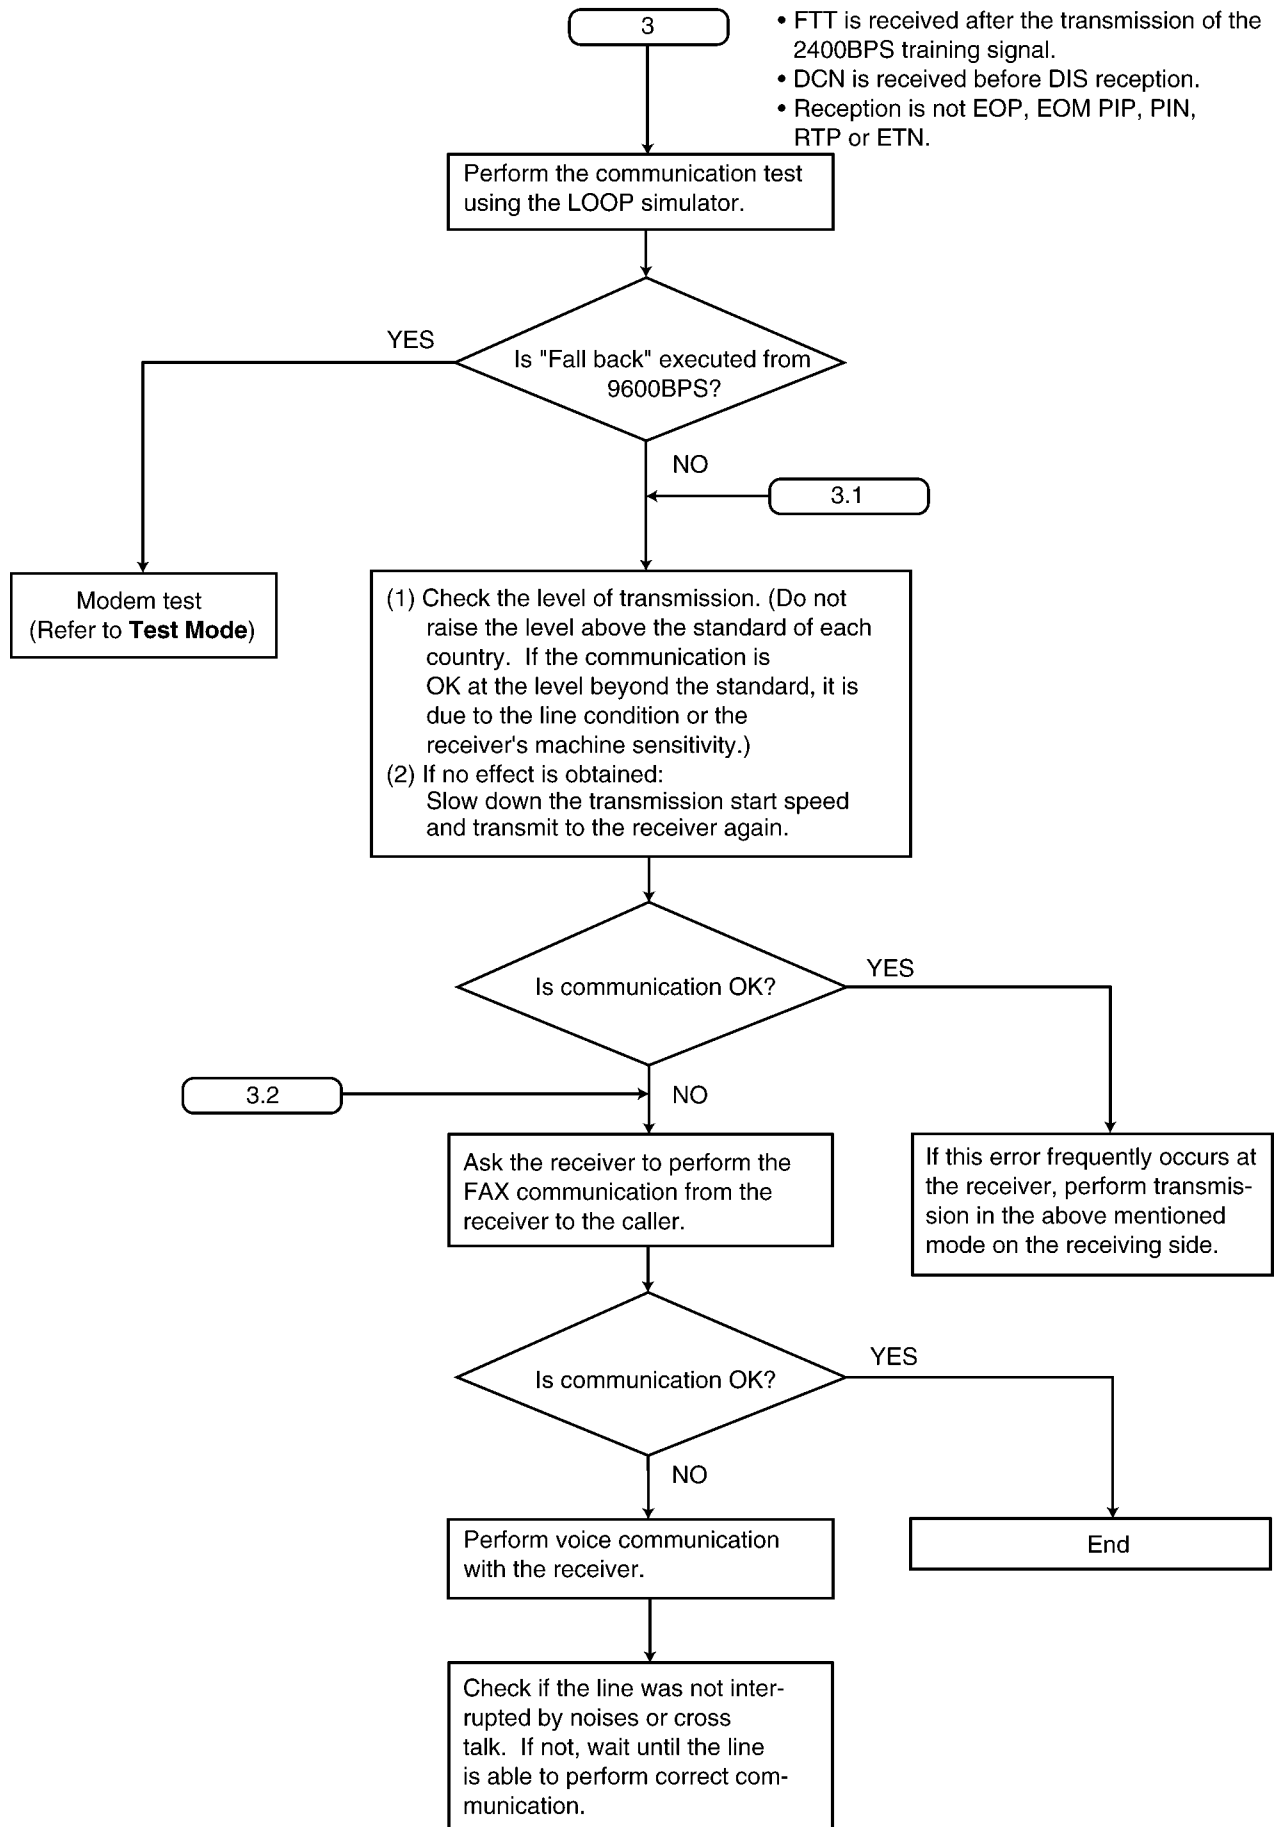 3
• FTT is received after the transmission of the
2400BPS training signal.
• DCN is received before DIS reception.
• Reception is not EOP, EOM PIP, PIN,
RTP or ETN.
Perform the communication test
using the LOOP simulator.
YES
Is "Fall back" executed from
9600BPS?
NO
3.1
Modem test
(Refer to Test Mode)
(1) Check the level of transmission. (Do not
raise the level above the standard of each
country. If the communication is
OK at the level beyond the standard, it is
due to the line condition or the
receiver's machine sensitivity.)
(2) If no effect is obtained:
Slow down the transmission start speed
and transmit to the receiver again.
Is communication OK?
YES
3.2
NO
Ask the receiver to perform the
FAX communication from the
receiver to the caller.
If this error frequently occurs at
the receiver, perform transmis-
sion in the above mentioned
mode on the receiving side.
Is communication OK?
YES
NO
Perform voice communication
with the receiver.
End
Check if the line was not inter-
rupted by noises or cross
talk. If not, wait until the line
is able to perform correct com-
munication.